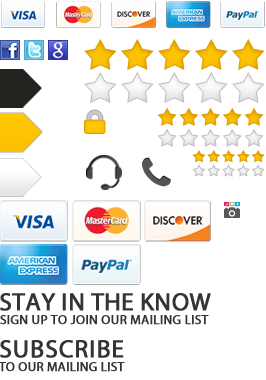 VISA MasterCard DISCOVER AMERICAN EXPRESS PayPal
f t g
VISA MasterCard DISCOVER
AMERICAN EXPRESS PayPal
STAY IN THE KNOW
SIGN UP TO JOIN OUR MAILING LIST
SUBSCRIBE
TO OUR MAILING LIST